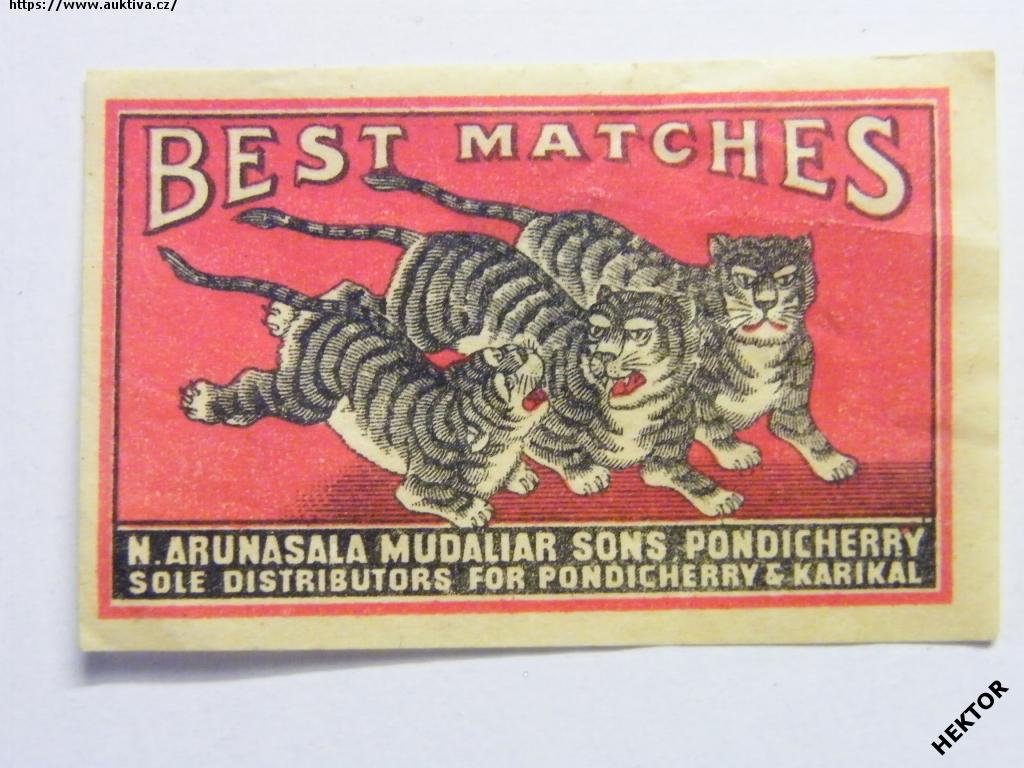 https://www.auktiva.cz/
BEST MATCHES
N. ARUNASALA MUDALIAR SONS, PONDICHERRY
SOLE DISTRIBUTORS FOR PONDICHERRY & KARIKAL
HEKTOR